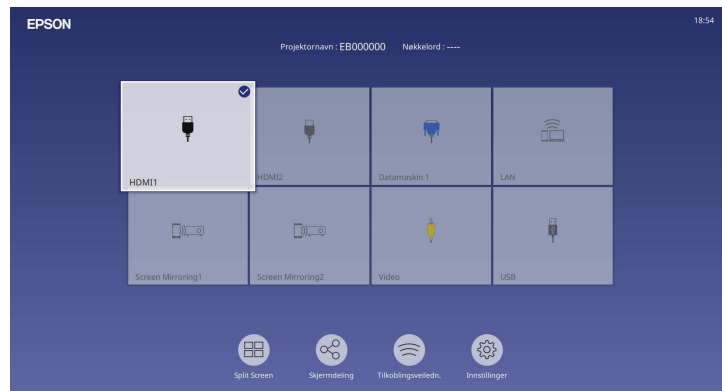 EPSON
18:54
Projektornavn : EB000000 Nøkkelord : ----
HDMI1
HDMI2
Datamaskin 1
LAN
Screen Mirroring1
Screen Mirroring2
Video
USB
Split Screen
Skjermdeling
Tilkoblingsveiledn.
Innstillinger